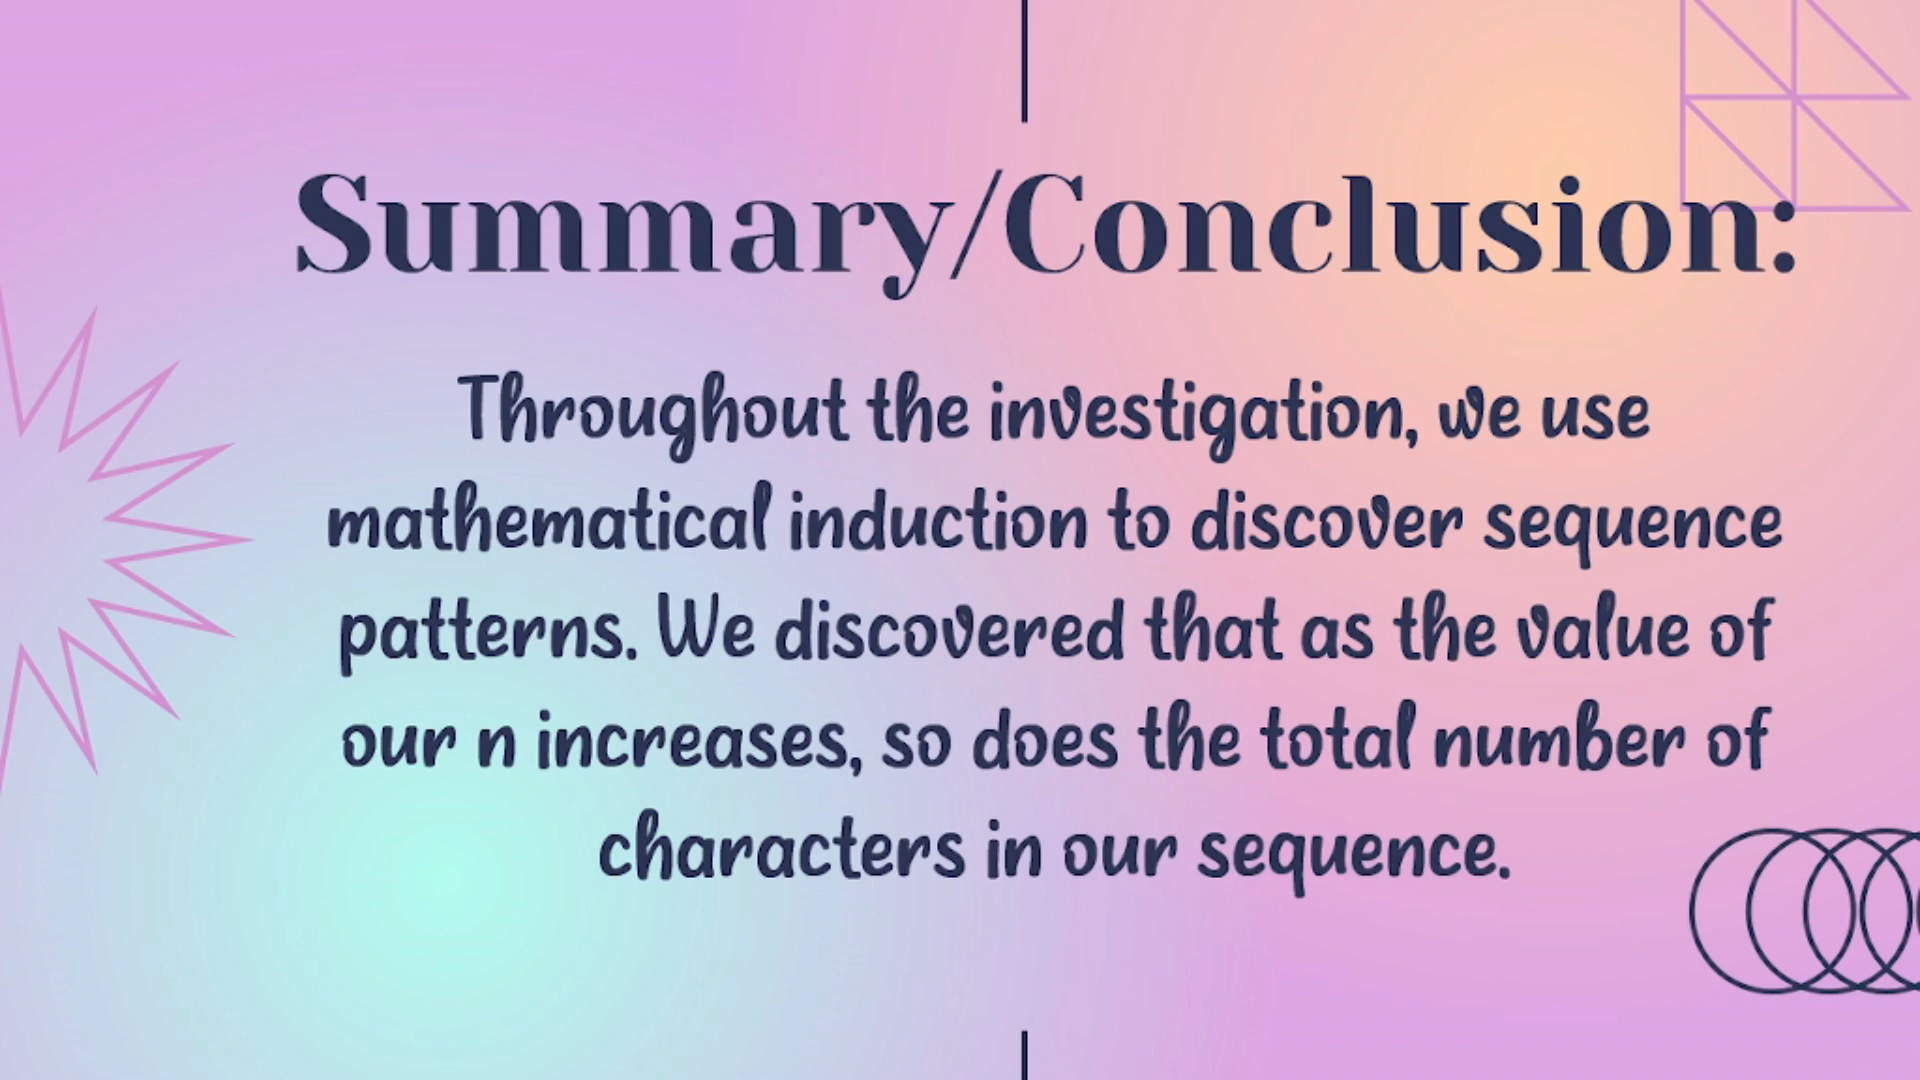 Summary/Conclusion:
Throughout the investigation, we use
mathematical induction to discover sequence
patterns. We discovered that as the value of
our n increases, so does the total number of
characters in our sequence.